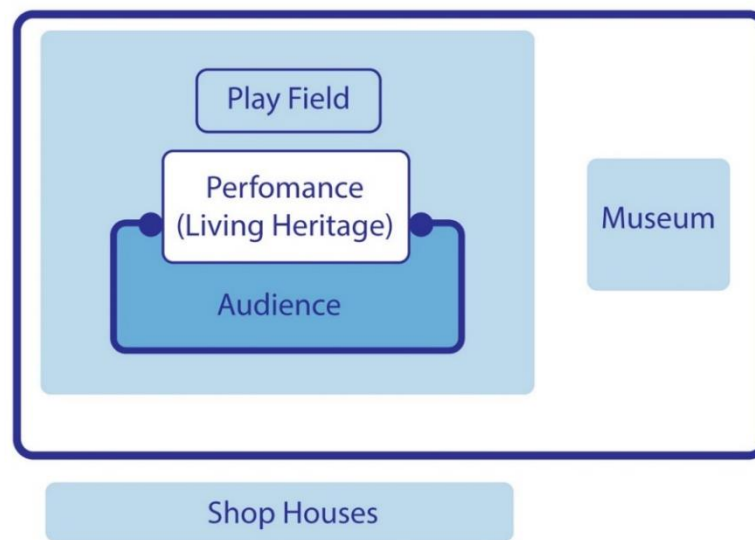 Play Field
Perfomance
(Living Heritage)
Audience
Museum
Shop Houses